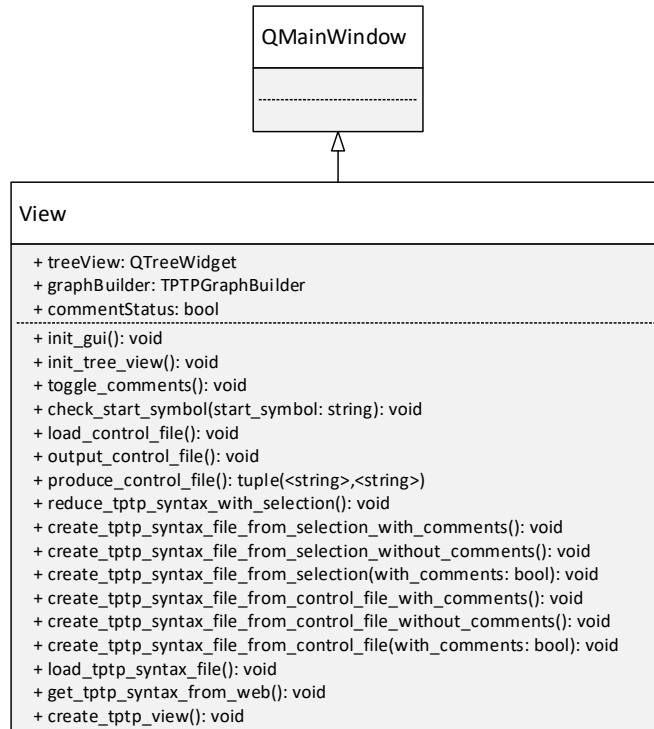 QMainWindow
View
+ treeView: QTreeWidget
+ graphBuilder: TPTPGraphBuilder
+ commentStatus: bool
+ init_gui(): void
+ init_tree_view(): void
+ toggle_comments(): void
+ check_start_symbol(start_symbol: string): void
+ load_control_file(): void
+ output_control_file(): void
+ produce_control_file(): tuple(<string>,<string>)
+ reduce_tptp_syntax_with_selection(): void
+ create_tptp_syntax_file_from_selection_with_comments(): void
+ create_tptp_syntax_file_from_selection_without_comments(): void
+ create_tptp_syntax_file_from_selection(with_comments: bool): void
+ create_tptp_syntax_file_from_control_file_with_comments(): void
+ create_tptp_syntax_file_from_control_file_without_comments(): void
+ create_tptp_syntax_file_from_control_file(with_comments: bool): void
+ load_tptp_syntax_file(): void
+ get_tptp_syntax_from_web(): void
+ create_tptp_view(): void